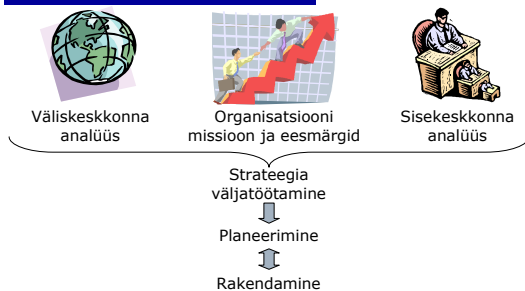 Väliskeskkonna
analüüs
Organisatsiooni
missioon ja eesmärgid
Sisekeskkonna
analüüs
Strateegia
väljatöötamine
Planeerimine
Rakendamine